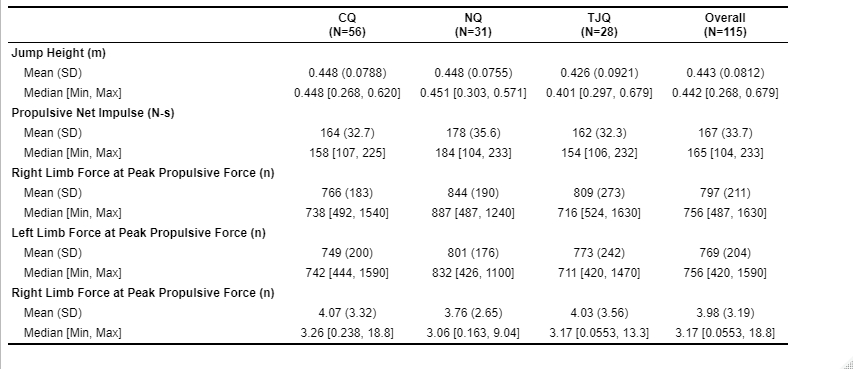 CQ NQ TJQ Overall
(N=56) (N=31) (N=28) (N=115)
Jump Height (m)
Mean (SD) 0.448 (0.0788) 0.448 (0.0755) 0.426 (0.0921) 0.443 (0.0812)
Median [Min, Max] 0.448 [0.268, 0.620] 0.451 [0.303, 0.571] 0.401 [0.297, 0.679] 0.442 [0.268, 0.679]
Propulsive Net Impulse (N-s)
Mean (SD) 164 (32.7) 178 (35.6) 162 (32.3) 167 (33.7)
Median [Min, Max] 158 [107, 225] 184 [104, 233] 154 [106, 232] 165 [104, 233]
Right Limb Force at Peak Propulsive Force (n)
Mean (SD) 766 (183) 844 (190) 809 (273) 797 (211)
Median [Min, Max] 738 [492, 1540] 887 [487, 1240] 716 [524, 1630] 756 [487, 1630]
Left Limb Force at Peak Propulsive Force (n)
Mean (SD) 749 (200) 801 (176) 773 (242) 769 (204)
Median [Min, Max] 742 [444, 1590] 832 [426, 1100] 711 [420, 1470] 756 [420, 1590]
Right Limb Force at Peak Propulsive Force (n)
Mean (SD) 4.07 (3.32) 3.76 (2.65) 4.03 (3.56) 3.98 (3.19)
Median [Min, Max] 3.26 [0.238, 18.8] 3.06 [0.163, 9.04] 3.17 [0.0553, 13.3] 3.17 [0.0553, 18.8]